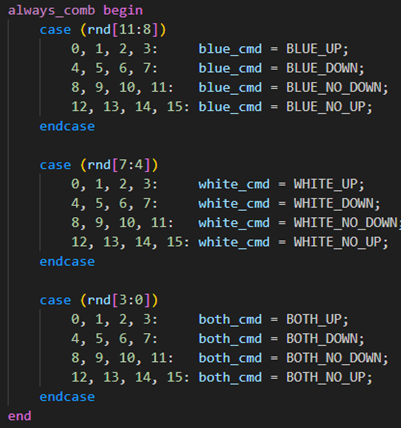 always_comb begin
    case (rnd[11:8])
        0, 1, 2, 3:     blue_cmd = BLUE_UP;
        4, 5, 6, 7:     blue_cmd = BLUE_DOWN;
        8, 9, 10, 11:   blue_cmd = BLUE_NO_DOWN;
        12, 13, 14, 15: blue_cmd = BLUE_NO_UP;
    endcase

    case (rnd[7:4])
        0, 1, 2, 3:     white_cmd = WHITE_UP;
        4, 5, 6, 7:     white_cmd = WHITE_DOWN;
        8, 9, 10, 11:   white_cmd = WHITE_NO_DOWN;
        12, 13, 14, 15: white_cmd = WHITE_NO_UP;
    endcase

    case (rnd[3:0])
        0, 1, 2, 3:     both_cmd = BOTH_UP;
        4, 5, 6, 7:     both_cmd = BOTH_DOWN;
        8, 9, 10, 11:   both_cmd = BOTH_NO_DOWN;
        12, 13, 14, 15: both_cmd = BOTH_NO_UP;
    endcase
end